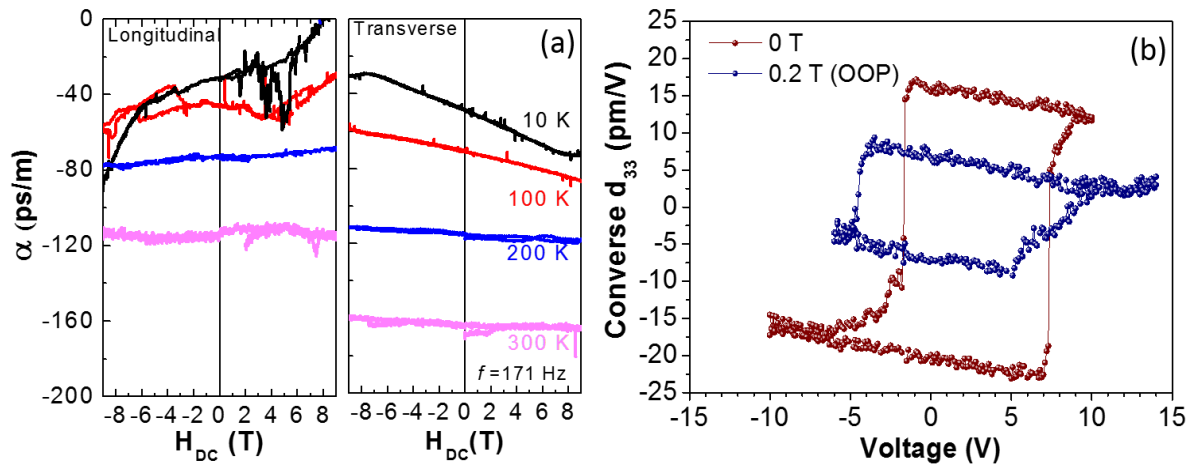 Longitudinal
Transverse
(a)
10 K
100 K
200 K
300 K
f =171 Hz
α (ps/m)
0
-40
-80
-120
-160
-200
-8 -6 -4 -2 0 2 4 6 8
-8 -6 -4 -2 0 2 4 6 8
H_DC (T)
H_DC(T)
(b)
0 T
0.2 T (OOP)
Converse d_33 (pm/V)
25
20
15
10
5
0
-5
-10
-15
-20
-25
-15 -10 -5 0 5 10 15
Voltage (V)